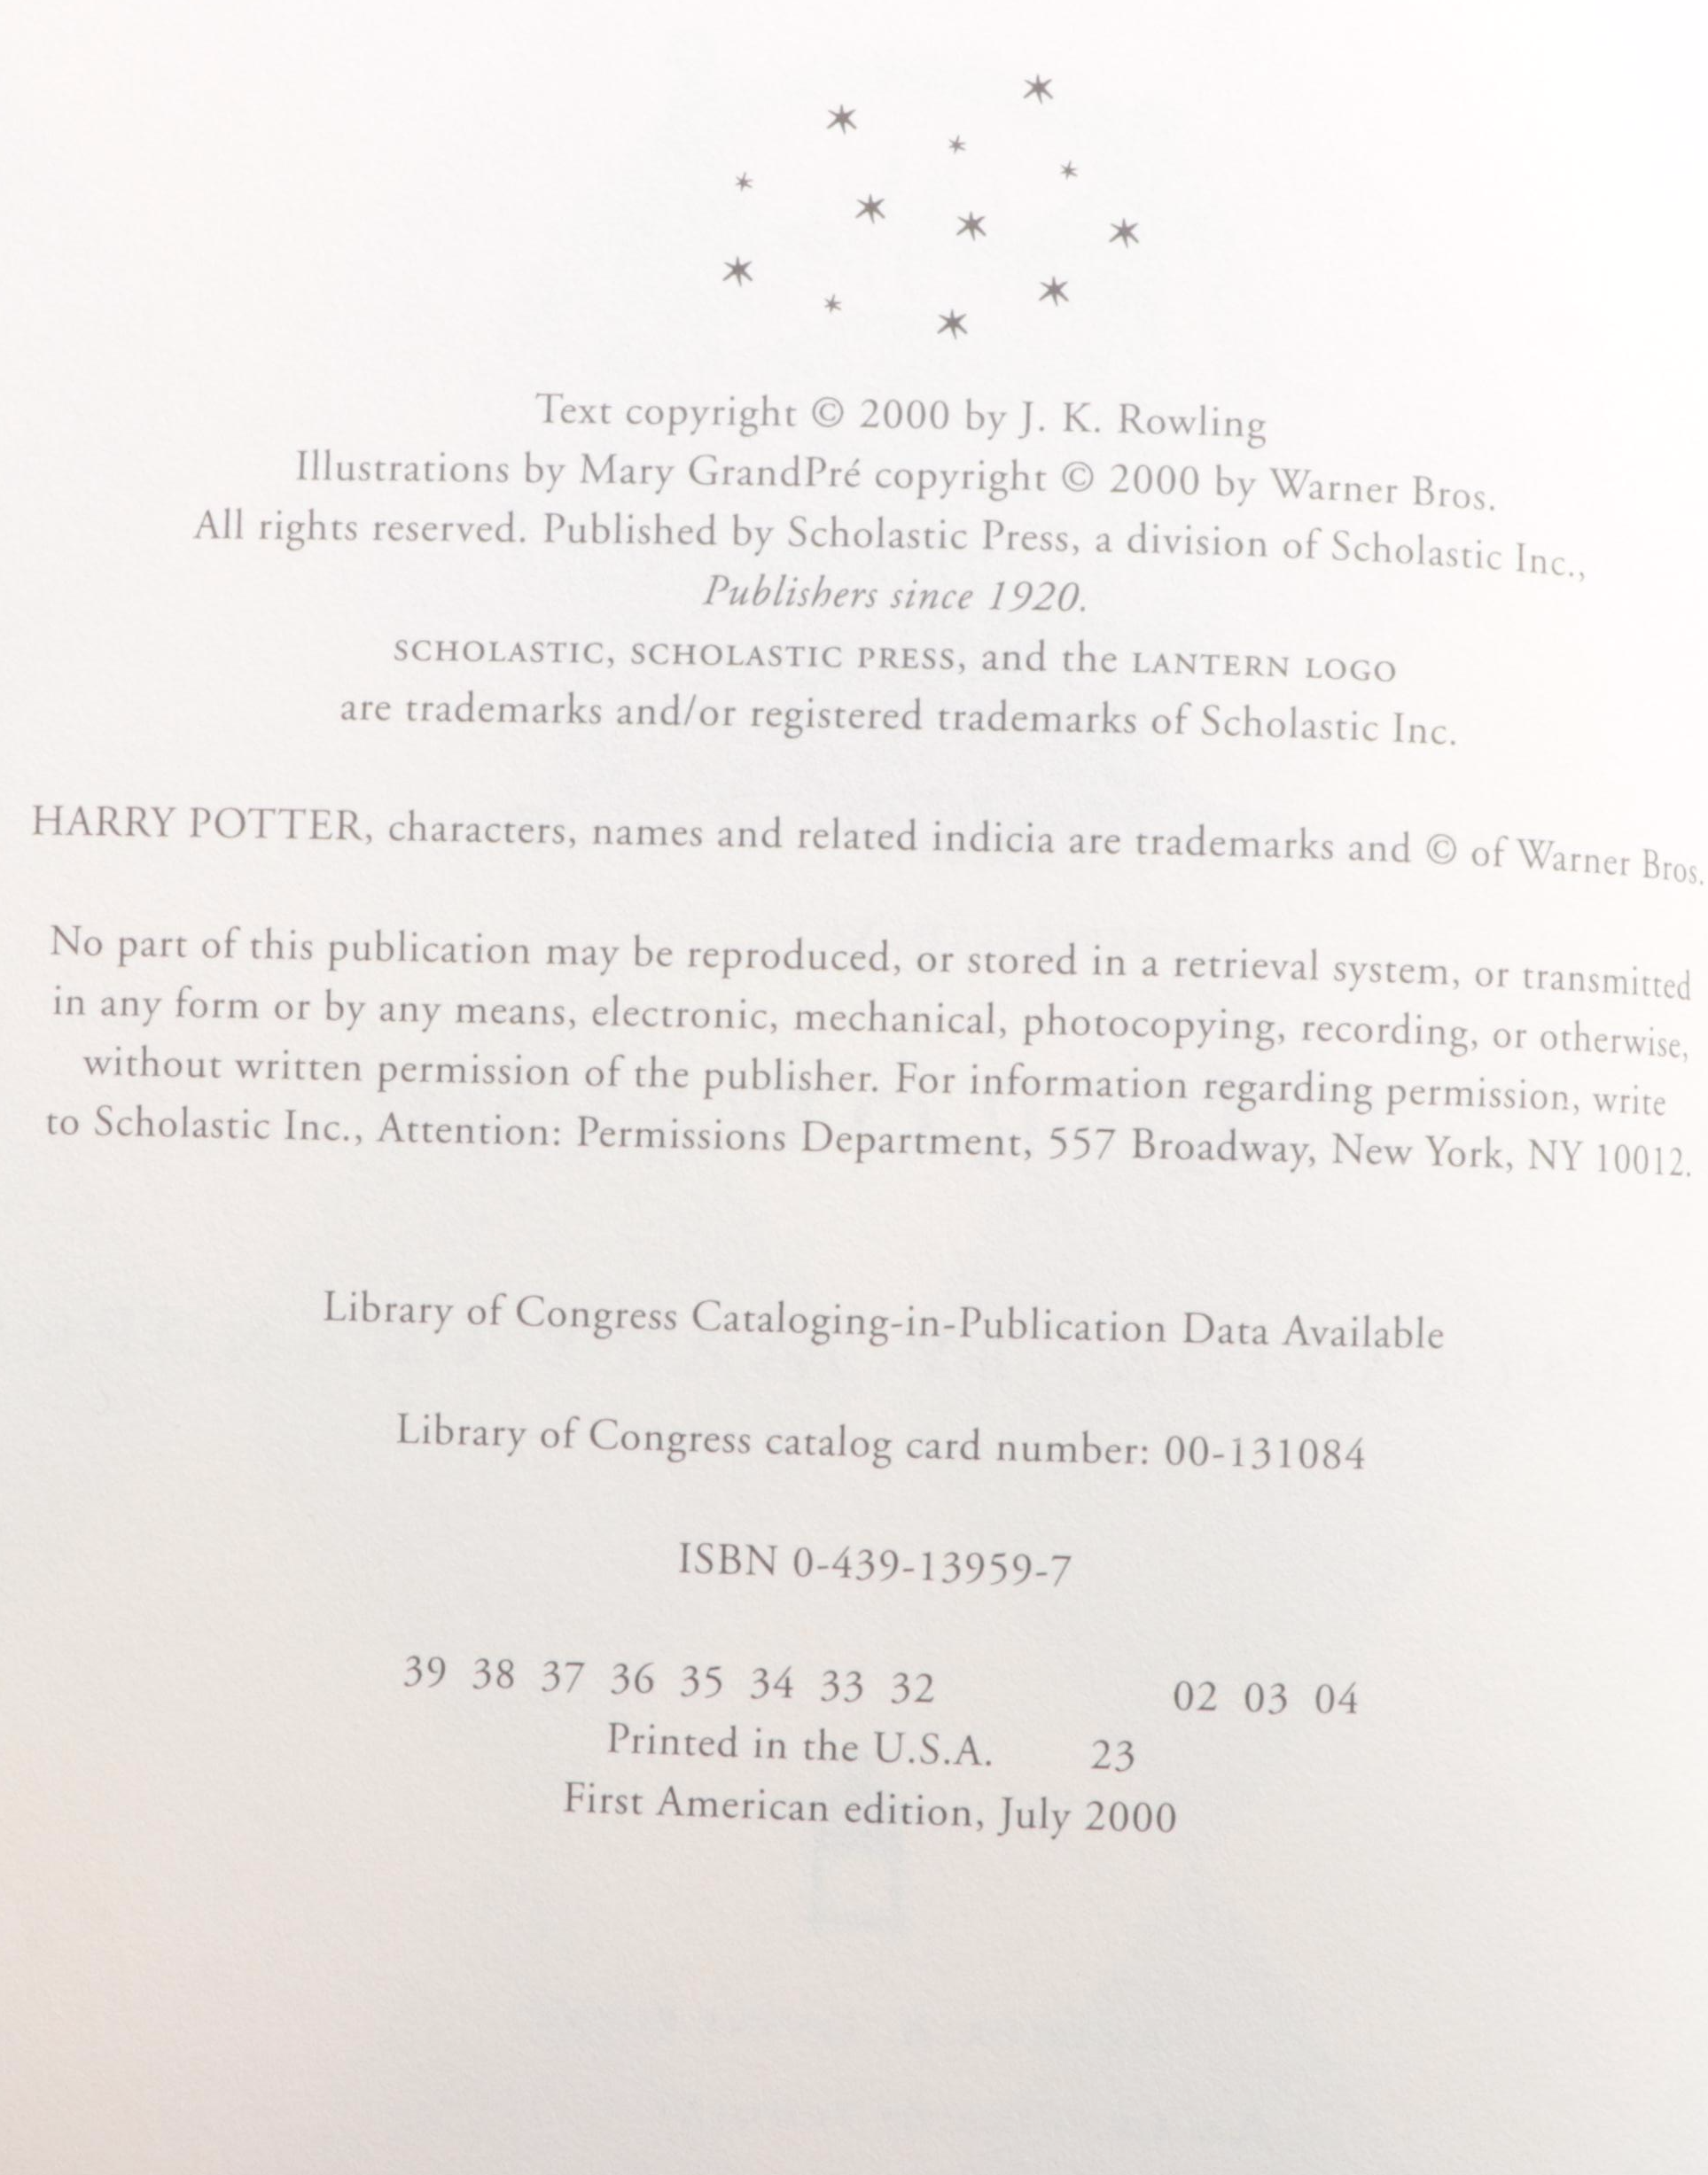 Text copyright © 2000 by J. K. Rowling
Illustrations by Mary GrandPré copyright © 2000 by Warner Bros.
All rights reserved. Published by Scholastic Press, a division of Scholastic Inc.,
Publishers since 1920.
SCHOLASTIC, SCHOLASTIC PRESS, and the LANTERN LOGO
are trademarks and/or registered trademarks of Scholastic Inc.
HARRY POTTER, characters, names and related indicia are trademarks and © of Warner Bros.
No part of this publication may be reproduced, or stored in a retrieval system, or transmitted
in any form or by any means, electronic, mechanical, photocopying, recording, or otherwise,
without written permission of the publisher. For information regarding permission, write
to Scholastic Inc., Attention: Permissions Department, 557 Broadway, New York, NY 10012.
Library of Congress Cataloging-in-Publication Data Available
Library of Congress catalog card number: 00-131084
ISBN 0-439-13959-7
39 38 37 36 35 34 33 32 02 03 04
Printed in the U.S.A. 23
First American edition, July 2000